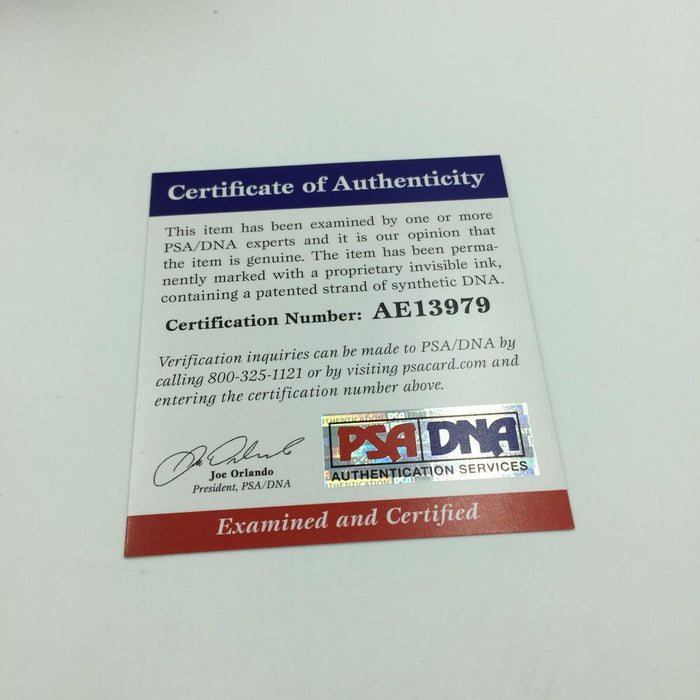 Certificate of Authenticity
This item has been examined by one or more
PSA/DNA experts and it is our opinion that
the item is genuine. The item has been perma-
nently marked with a proprietary invisible ink,
containing a patented strand of synthetic DNA.
Certification Number: AE13979
Verification inquiries can be made to PSA/DNA by
calling 800-325-1121 or by visiting psacard.com and
entering the certification number above.
PSA DNA
AUTHENTICATION SERVICES
Joe Orlando
President, PSA/DNA
Examined and Certified